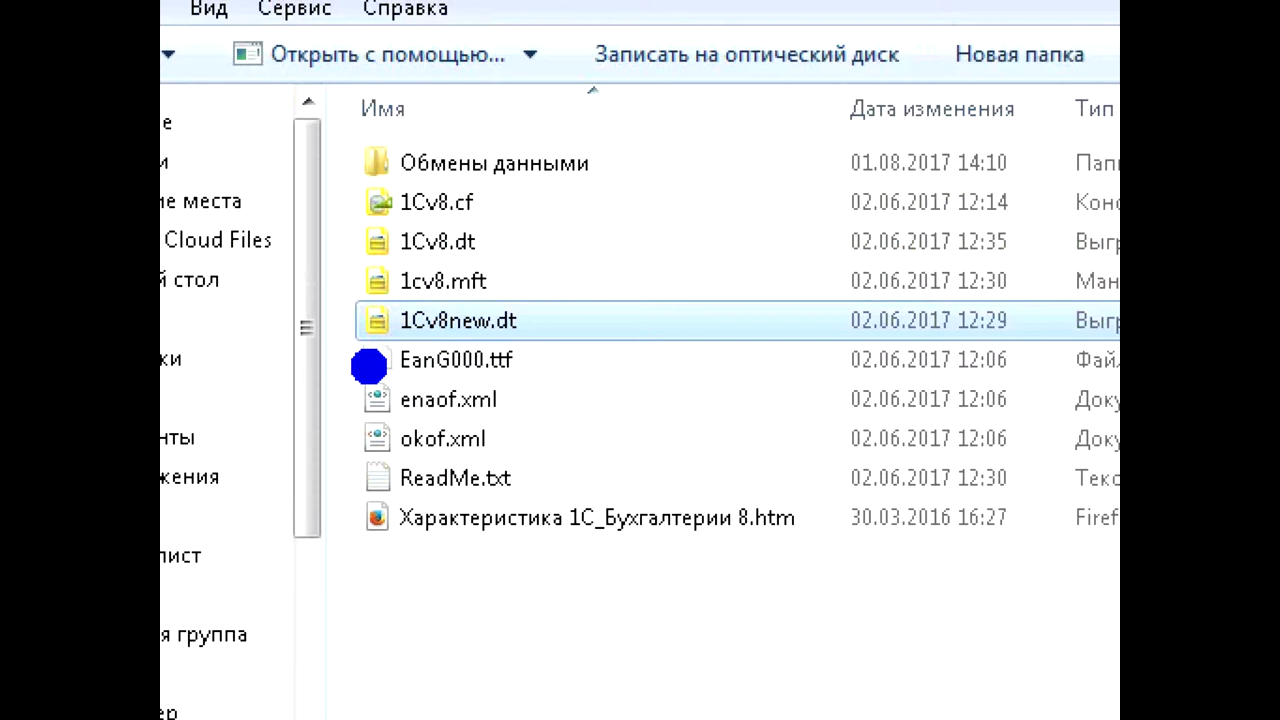 Вид Сервис Справка
Открыть с помощью... Записать на оптический диск Новая папка
Имя Дата изменения Тип
Обмены данными 01.08.2017 14:10
1Cv8.cf 02.06.2017 12:14
ие места
1Cv8.dt 02.06.2017 12:35
Cloud Files
1cv8.mft 02.06.2017 12:30
й стол
1Cv8new.dt 02.06.2017 12:29
EanG000.ttf 02.06.2017 12:06
ки
enaof.xml 02.06.2017 12:06
okof.xml 02.06.2017 12:06
нты
ReadMe.txt 02.06.2017 12:30
жения
Характеристика 1С_Бухгалтерии 8.htm 30.03.2016 16:27 Firef
лист
я группа